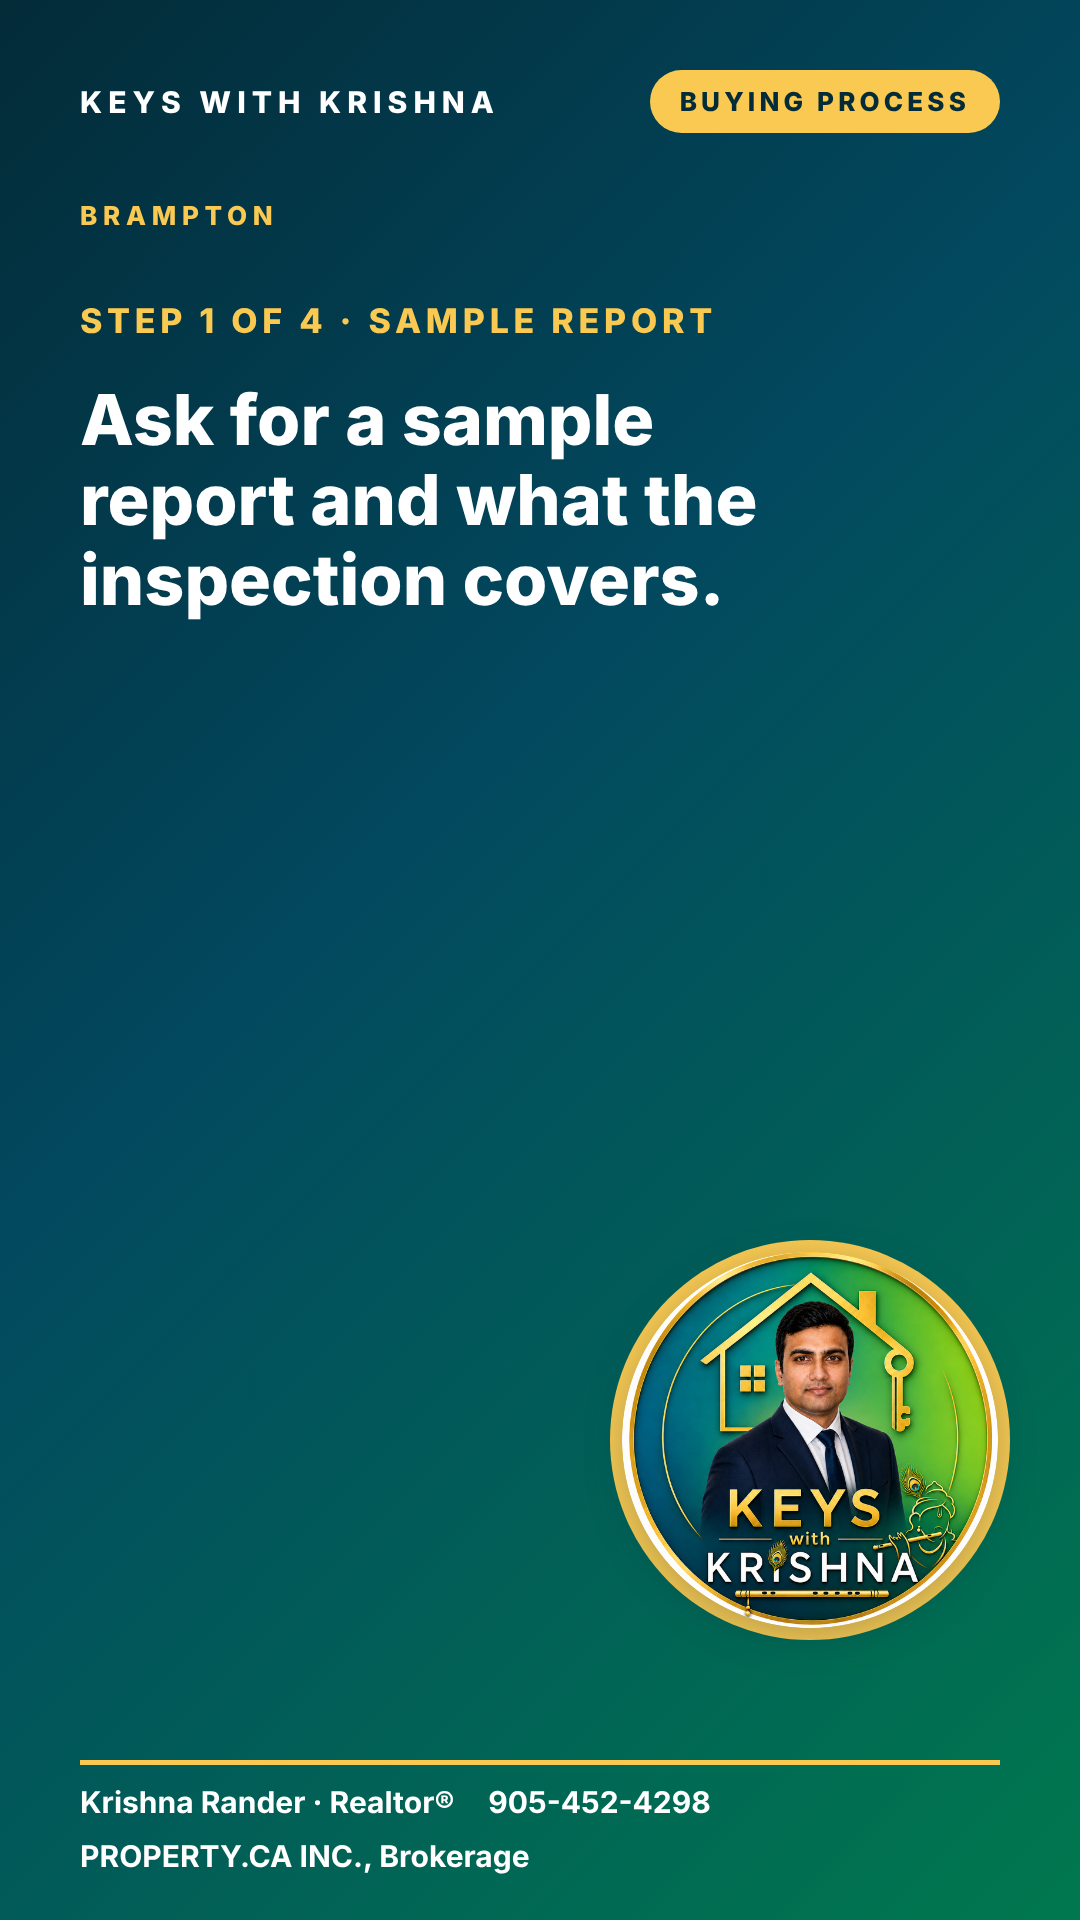 KEYS WITH KRISHNA
BUYING PROCESS
BRAMPTON
STEP 1 OF 4 · SAMPLE REPORT
Ask for a sample
report and what the
inspection covers.
KEYS
with
KRISHNA
Krishna Rander · Realtor® 905-452-4298
PROPERTY.CA INC., Brokerage